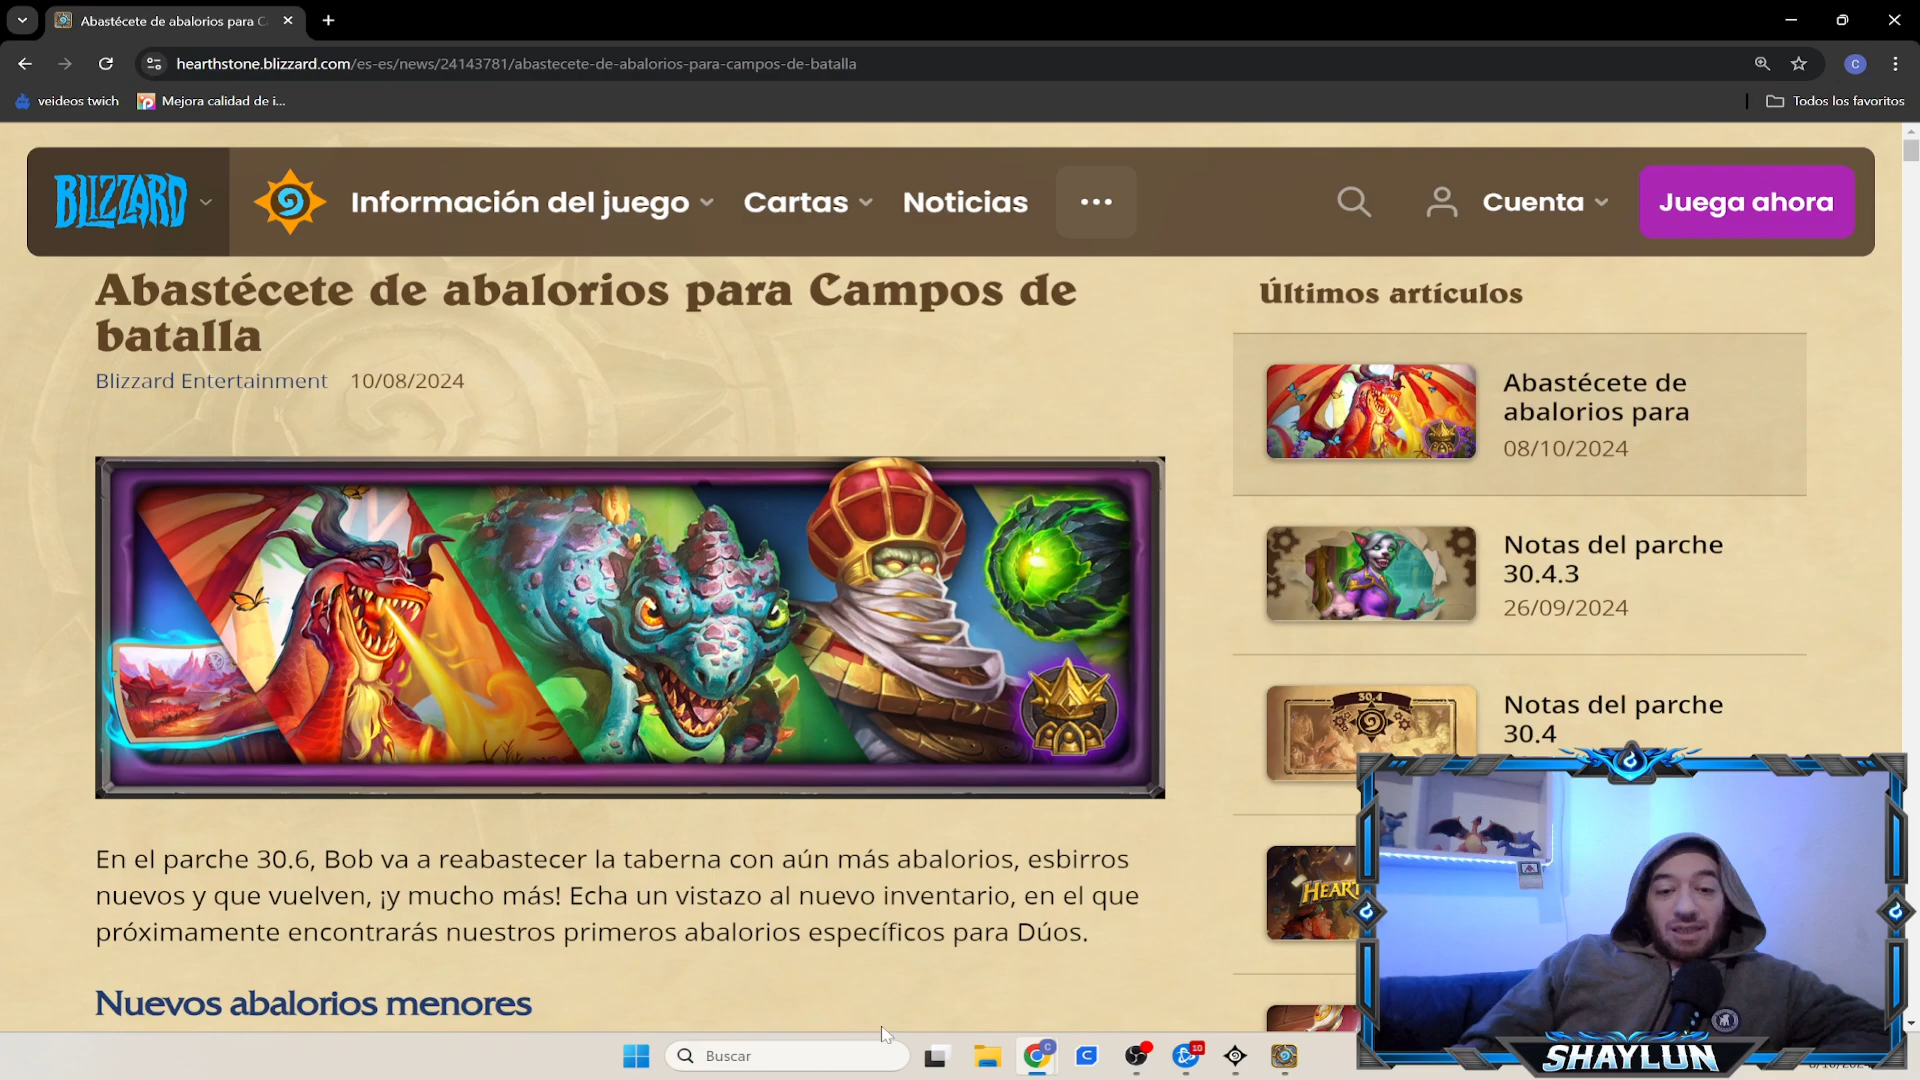 Abastécete de abalorios para C
hearthstone.blizzard.com/es-es/news/24143781/abastecete-de-abalorios-para-campos-de-batalla
C
veideos twich
Mejora calidad de i...
Todos los favoritos
BLIZZARD
Información del juego
Cartas
Noticias
...
Cuenta
Juega ahora
Abastécete de abalorios para Campos de
batalla
Blizzard Entertainment 10/08/2024
En el parche 30.6, Bob va a reabastecer la taberna con aún más abalorios, esbirros
nuevos y que vuelven, ¡y mucho más! Echa un vistazo al nuevo inventario, en el que
próximamente encontrarás nuestros primeros abalorios específicos para Dúos.
Nuevos abalorios menores
Últimos artículos
Abastécete de
abalorios para
08/10/2024
Notas del parche
30.4.3
26/09/2024
30.4
Notas del parche
30.4
HEAR
SHAYLUN
Buscar
C
10